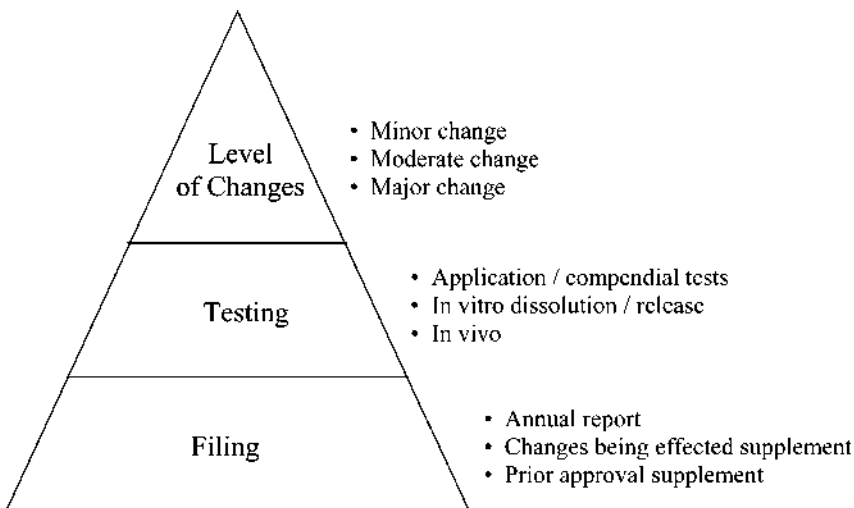 Level
of Changes
• Minor change
• Moderate change
• Major change
Testing
• Application / compendial tests
• In vitro dissolution / release
• In vivo
Filing
• Annual report
• Changes being effected supplement
• Prior approval supplement